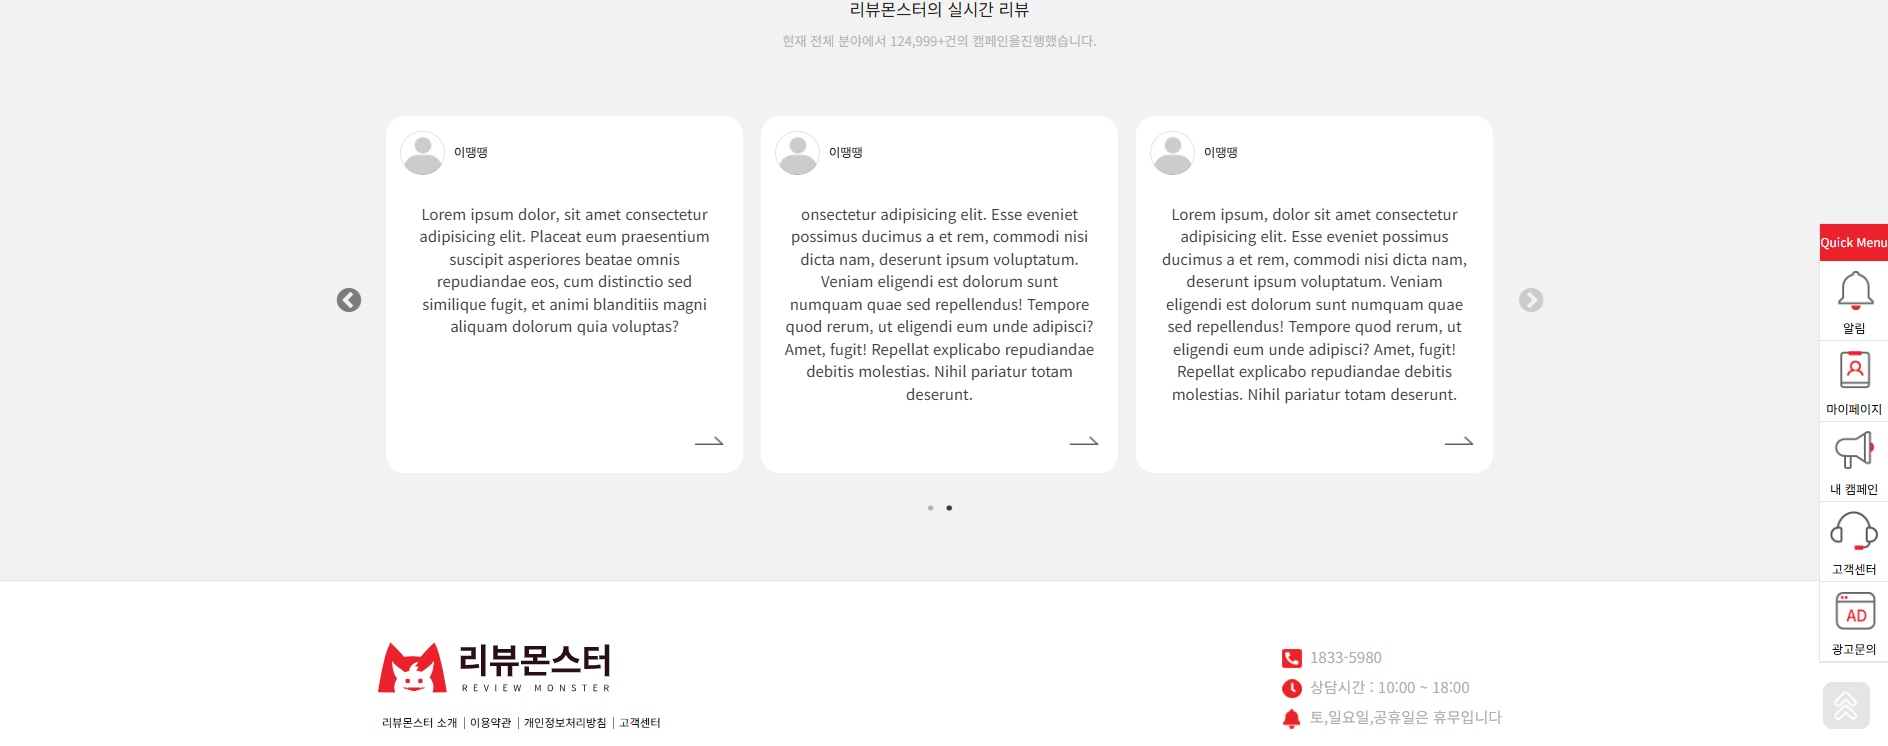 리뷰몬스터의 실시간 리뷰
현재 전체 분야에서 124,999+건의 캠페인을진행했습니다.
이땡땡
Lorem ipsum dolor, sit amet consectetur
adipisicing elit. Placeat eum praesentium
suscipit asperiores beatae omnis
repudiandae eos, cum distinctio sed
similique fugit, et animi blanditiis magni
aliquam dolorum quia voluptas?
이땡땡
onsectetur adipisicing elit. Esse eveniet
possimus ducimus a et rem, commodi nisi
dicta nam, deserunt ipsum voluptatum.
Veniam eligendi est dolorum sunt
numquam quae sed repellendus! Tempore
quod rerum, ut eligendi eum unde adipisci?
Amet, fugit! Repellat explicabo repudiandae
debitis molestias. Nihil pariatur totam
deserunt.
이땡땡
Lorem ipsum, dolor sit amet consectetur
adipisicing elit. Esse eveniet possimus
ducimus a et rem, commodi nisi dicta nam,
deserunt ipsum voluptatum. Veniam
eligendi est dolorum sunt numquam quae
sed repellendus! Tempore quod rerum, ut
eligendi eum unde adipisci? Amet, fugit!
Repellat explicabo repudiandae debitis
molestias. Nihil pariatur totam deserunt.
Quick Menu
알림
마이페이지
내 캠페인
고객센터
AD
광고문의
리뷰몬스터
REVIEW MONSTER
리뷰몬스터 소개 | 이용약관 | 개인정보처리방침 | 고객센터
1833-5980
상담시간 : 10:00 ~ 18:00
토,일요일,공휴일은 휴무입니다